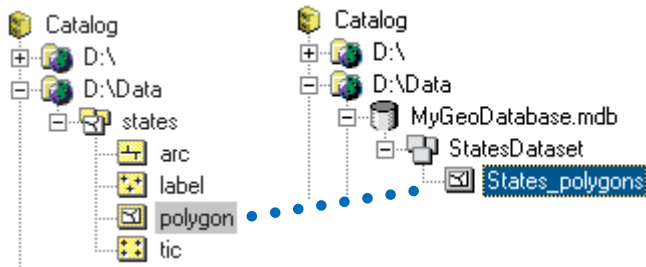 Catalog
D:\
D:\Data
states
arc
label
polygon
tic
Catalog
D:\
D:\Data
MyGeoDatabase.mdb
StatesDataset
States_polygons